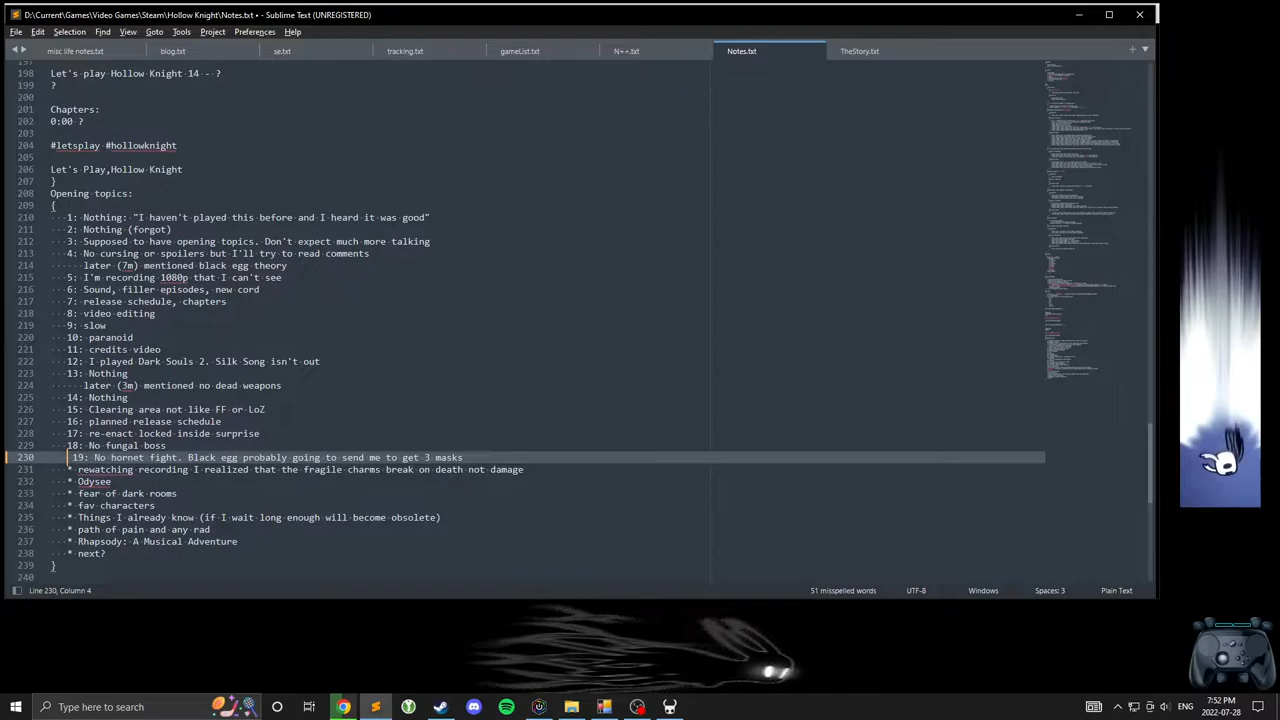 D:\Current\Games\Video Games\Steam\Hollow Knight\Notes.txt • - Sublime Text (UNREGISTERED)
File Edit Selection Find View Goto Tools Project Preferences Help
misc life notes.txt blog.txt se.txt tracking.txt gameList.txt N++.txt Notes.txt TheStory.txt
197
198 Let's play Hollow Knight 14 - ?
199 ?
200
201 Chapters:
202 0:00 ?
203
204 #letsplay #hollowknight
205
206 Let's Play,Hollow Knight
207 }
208 Opening topics:
209 {
210 1: Nothing: "I haven't played this before and I heard it was good"
211 2: Nothing (forgot)
212 3: Supposed to have opening topics. Don't expect much more talking
213 4: No cursing or spoilers but I'll try to read comments
214 later (7m) mentioned black egg theory
215 5: I'm recording 1080p that I can't see
216 6: Sound, filler episodes, new cord
217 7: release schedule, chapters
218 8: video editing
219 9: slow
220 10: paranoid
221 11: credits video
222 12: I played Dark Souls 2. Silk Song isn't out
223 13: Nothing
224 later (3m) mentioned no dead weapons
225 14: Nothing
226 15: Clearing area not like FF or LoZ
227 16: planned release schedule
228 17: re-enact locked inside surprise
229 18: No fungal boss
230 19: No hornet fight. Black egg probably going to send me to get 3 masks
231 * rewatching recording I realized that the fragile charms break on death not damage
232 * Odysee
233 * fear of dark rooms
234 * fav characters
235 * Things I already know (if I wait long enough will become obsolete)
236 * path of pain and any rad
237 * Rhapsody: A Musical Adventure
238 * next?
239 }
240
Line 230, Column 4 51 misspelled words UTF-8 Windows Spaces: 3 Plain Text
Type here to search
ENG
7:52 PM
2022-07-28